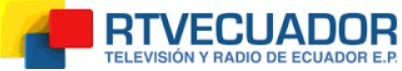 RTVECUADOR
TELEVISIÓN Y RADIO DE ECUADOR E.P.